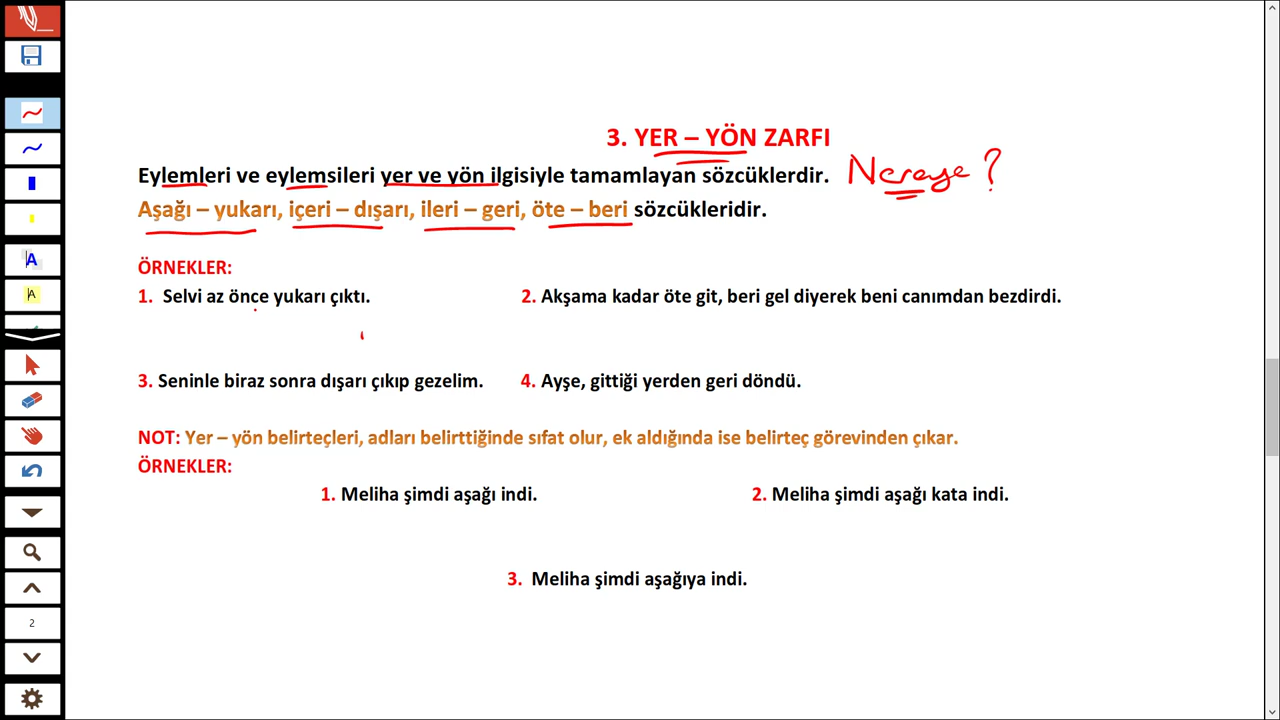 3. YER – YÖN ZARFI
Eylemleri ve eylemsileri yer ve yön ilgisiyle tamamlayan sözcüklerdir. Nereye ?
Aşağı – yukarı, içeri – dışarı, ileri – geri, öte – beri sözcükleridir.
ÖRNEKLER:
1. Selvi az önce yukarı çıktı.
2. Akşama kadar öte git, beri gel diyerek beni canımdan bezdirdi.
3. Seninle biraz sonra dışarı çıkıp gezelim.
4. Ayşe, gittiği yerden geri döndü.
NOT: Yer – yön belirteçleri, adları belirttiğinde sıfat olur, ek aldığında ise belirteç görevinden çıkar.
ÖRNEKLER:
1. Meliha şimdi aşağı indi.
2. Meliha şimdi aşağı kata indi.
3. Meliha şimdi aşağıya indi.
A
A
2